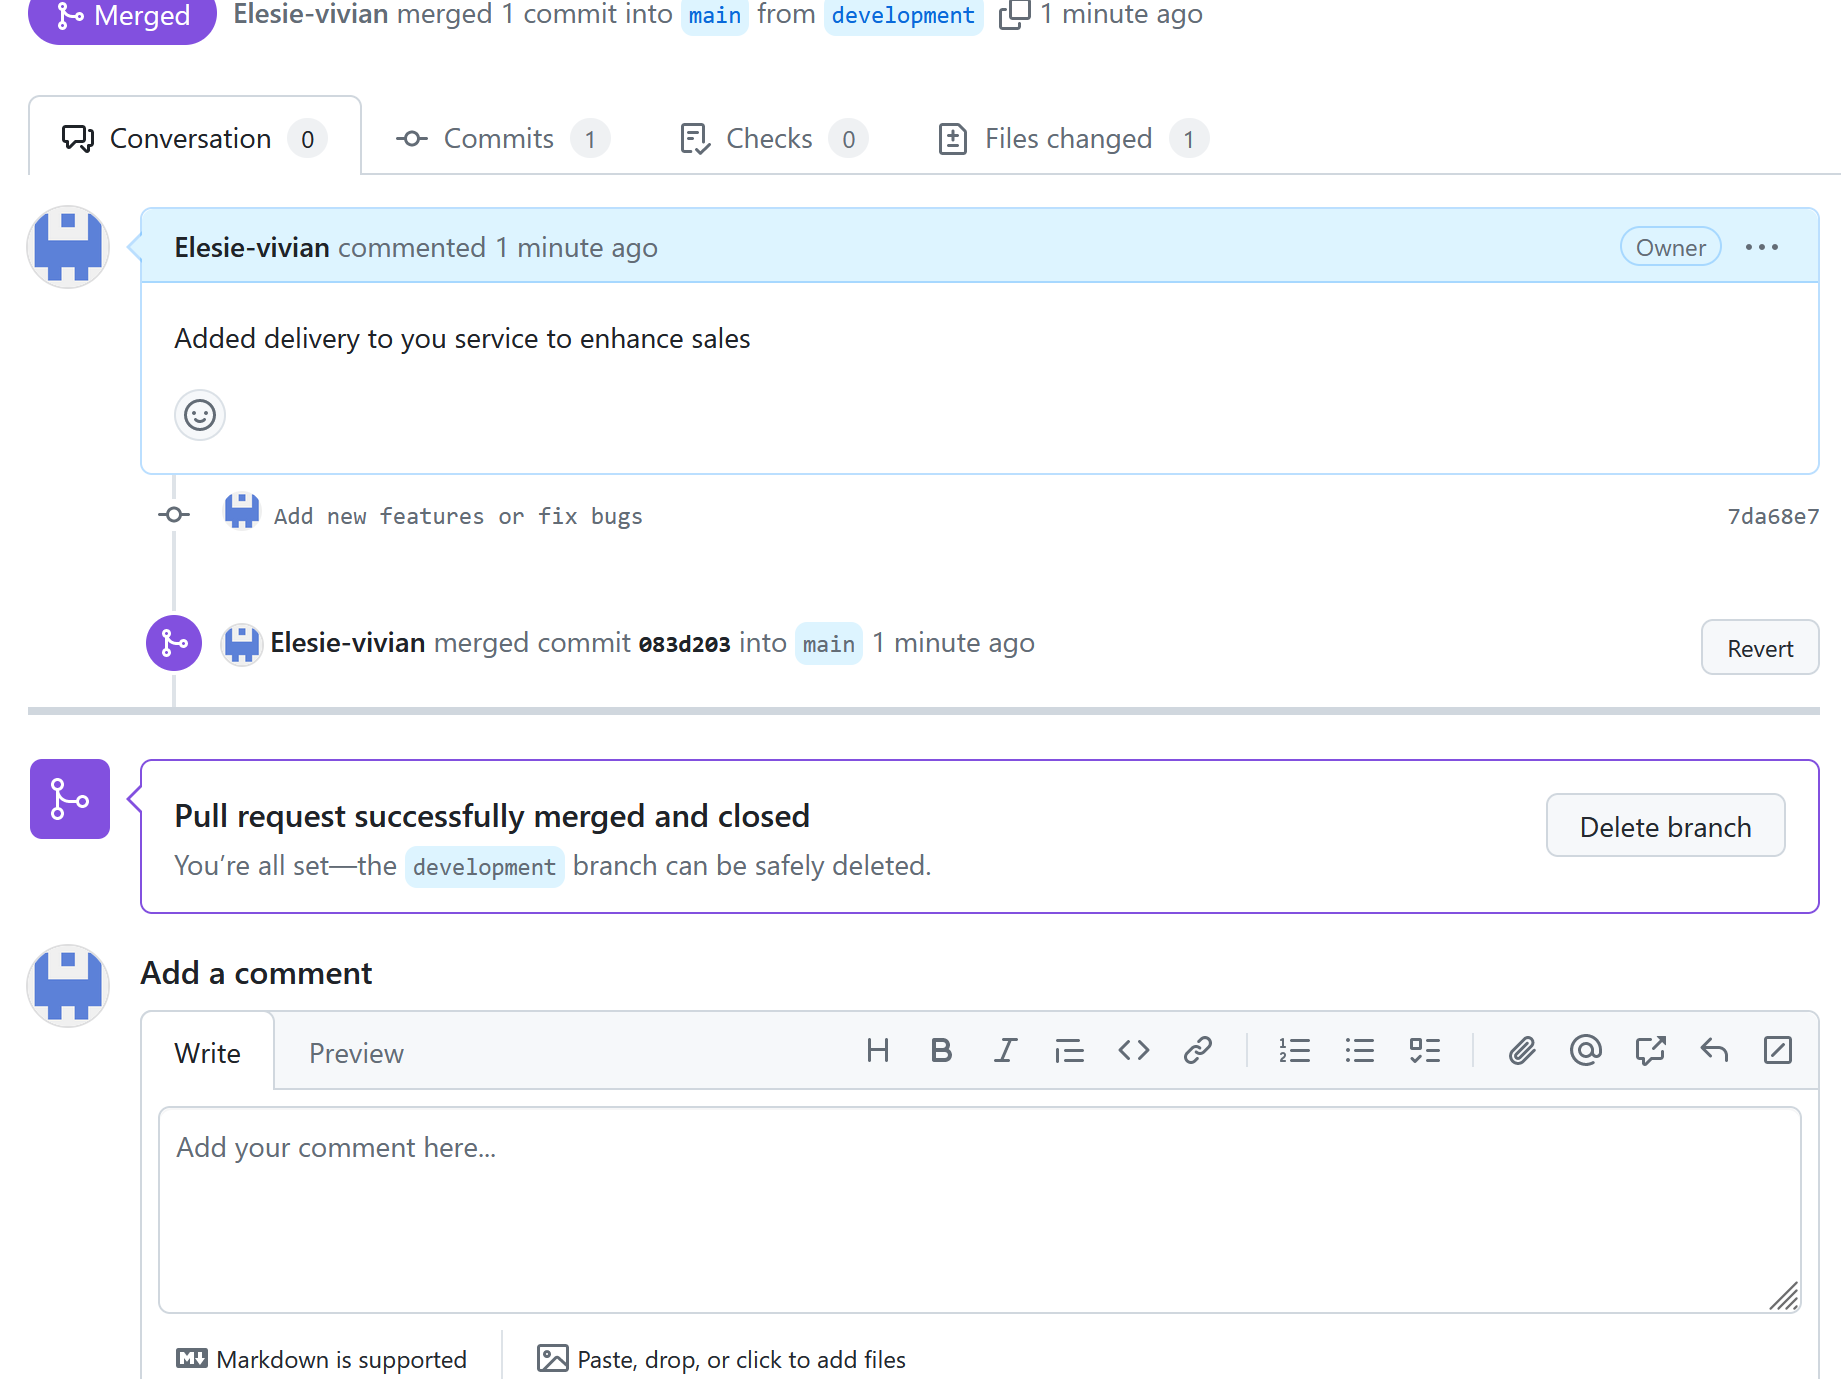 Merged Elesie-vivian merged 1 commit into main from development 1 minute ago
Conversation 0 Commits 1 Checks 0 Files changed 1
Elesie-vivian commented 1 minute ago Owner
Added delivery to you service to enhance sales
Add new features or fix bugs 7da68e7
Elesie-vivian merged commit 083d203 into main 1 minute ago Revert
Pull request successfully merged and closed
You’re all set—the development branch can be safely deleted.
Delete branch
Add a comment
Write Preview
Add your comment here...
Markdown is supported Paste, drop, or click to add files